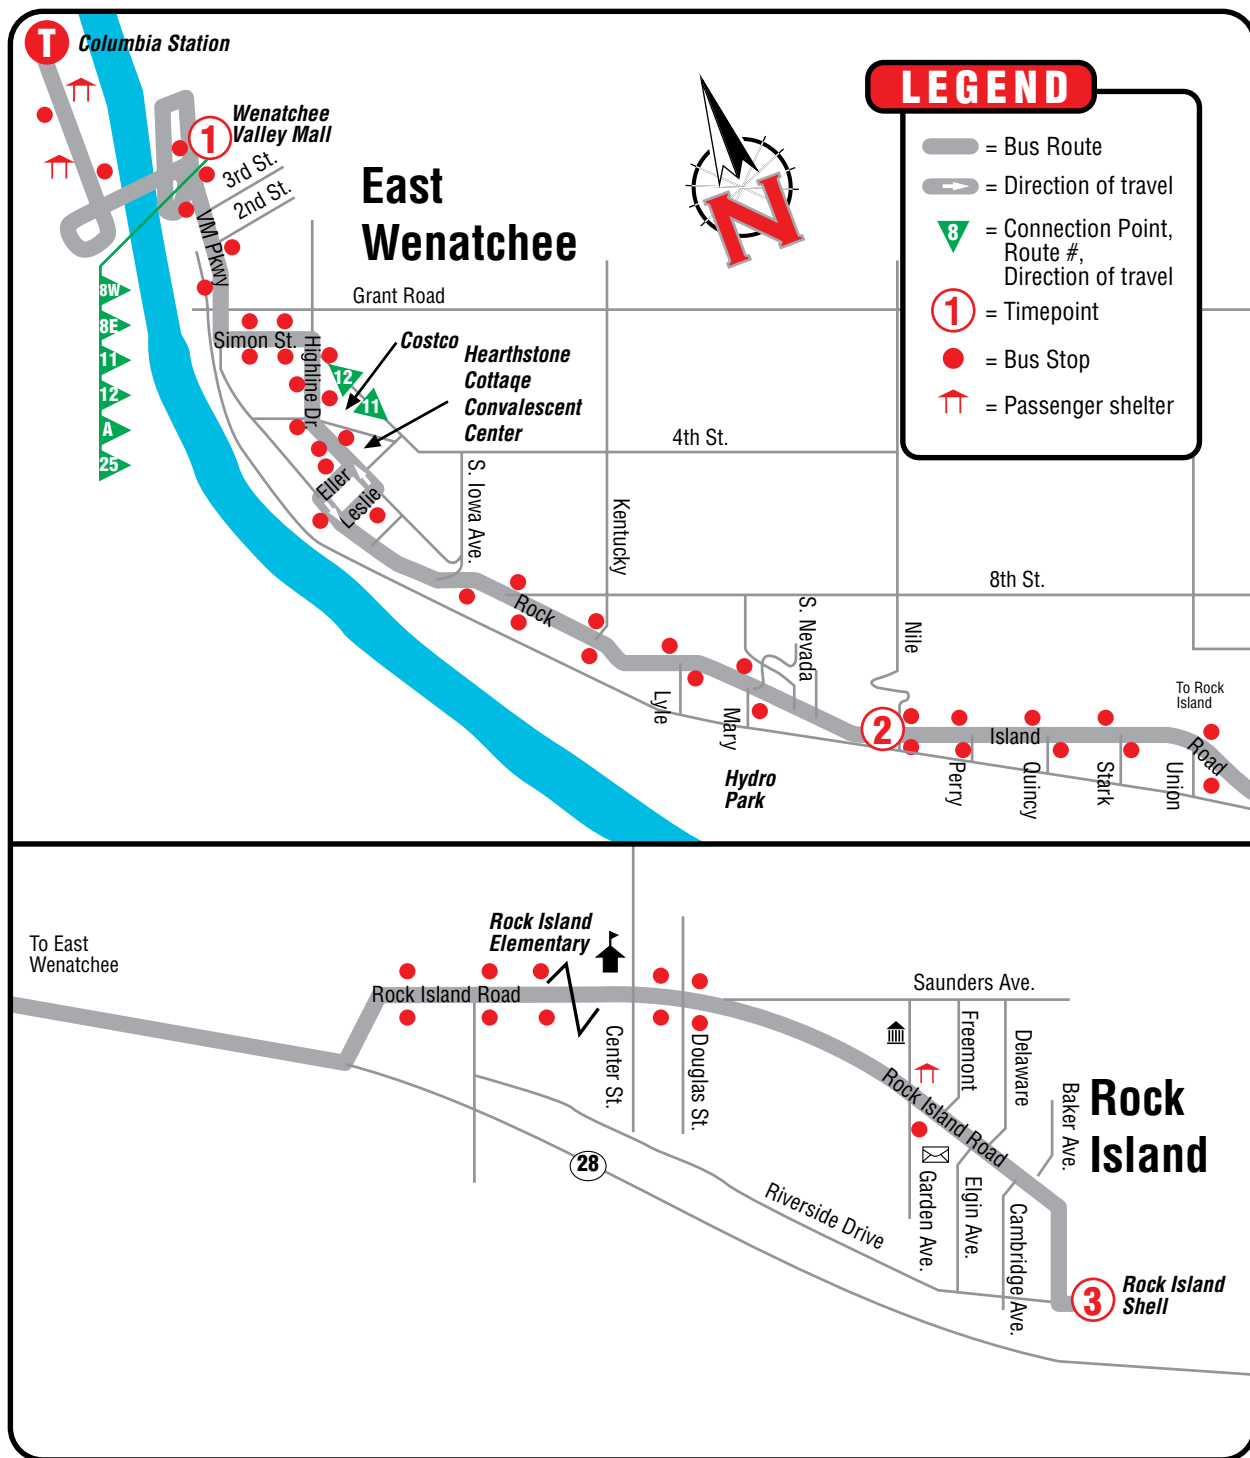 T
Columbia Station
Wenatchee
Valley Mall
1
3rd St.
2nd St.
VM Pkwy
East
Wenatchee
N
LEGEND
= Bus Route
= Direction of travel
8
= Connection Point,
Route #,
Direction of travel
1
= Timepoint
= Bus Stop
= Passenger shelter
8W
8E
11
12
A
25
Grant Road
Simon St.
Highline Dr.
Costco
Hearthstone
Cottage
Convalescent
Center
12
11
4th St.
Eller
Leslie
S. Iowa Ave.
Kentucky
8th St.
Rock
S. Nevada
Nile
Lyle
Mary
To Rock
Island
2
Island
Road
Perry
Quincy
Stark
Union
Hydro
Park
To East
Wenatchee
Rock Island
Elementary
Rock Island Road
Center St.
Douglas St.
Saunders Ave.
Freemont
Delaware
Baker Ave.
Rock Island Road
Rock
Island
28
Riverside Drive
Garden Ave.
Elgin Ave.
Cambridge Ave.
3
Rock Island
Shell